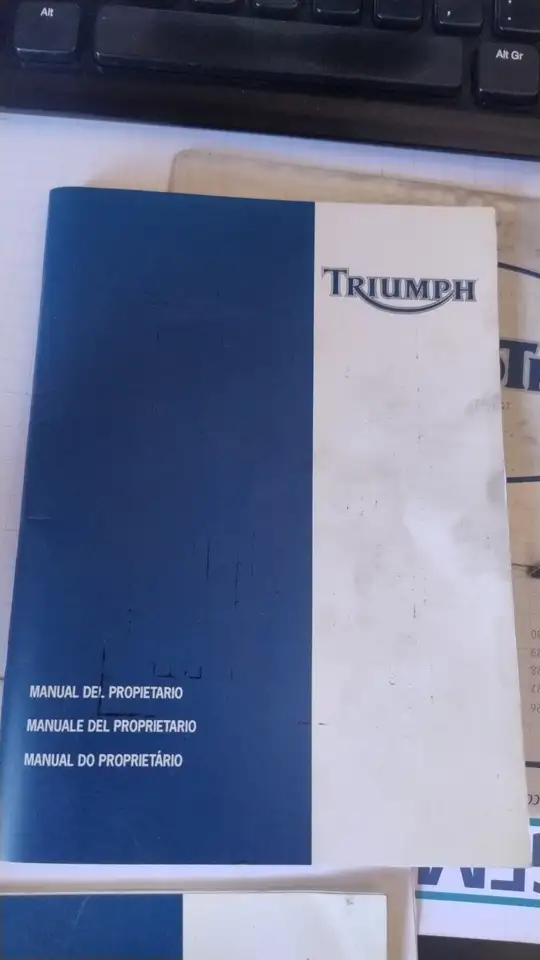 Alt
Alt Gr
TRIUMPH
MANUAL DEL PROPIETARIO
MANUALE DEL PROPRIETARIO
MANUAL DO PROPRIETÁRIO